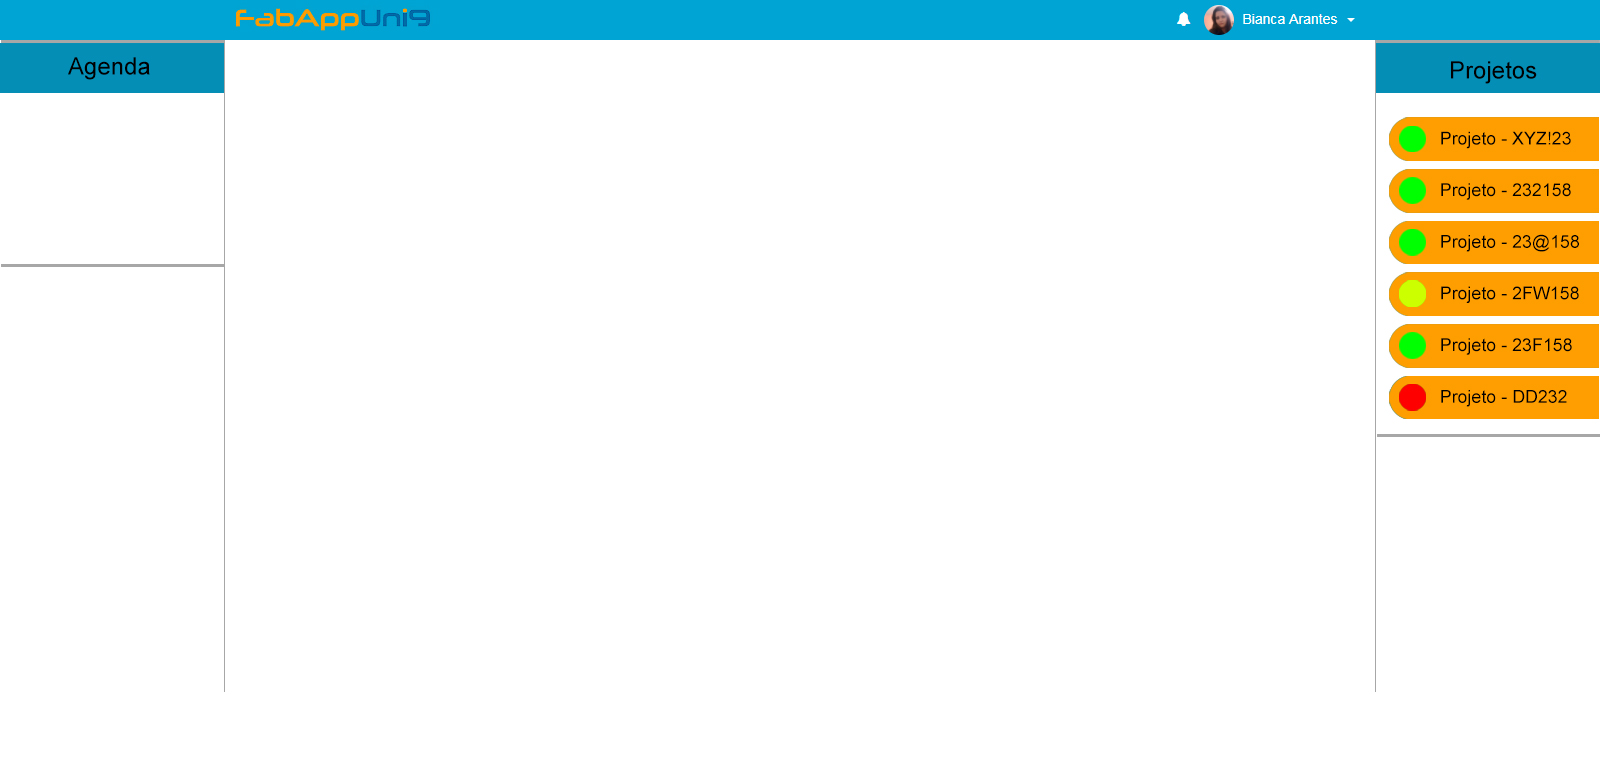 FabAppUni9
Bianca Arantes
Agenda
Projetos
Projeto - XYZ!23
Projeto - 232158
Projeto - 23@158
Projeto - 2FW158
Projeto - 23F158
Projeto - DD232